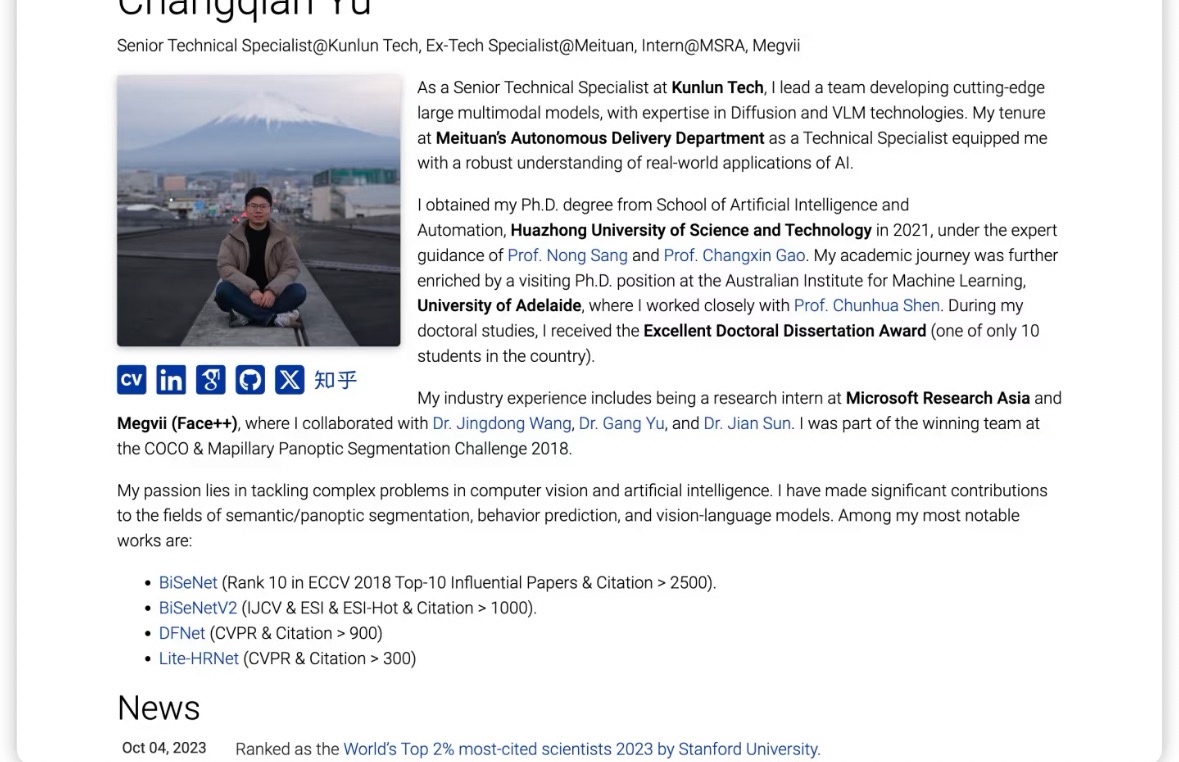 Changqian Yu
Senior Technical Specialist@Kunlun Tech, Ex-Tech Specialist@Meituan, Intern@MSRA, Megvii
As a Senior Technical Specialist at Kunlun Tech, I lead a team developing cutting-edge
large multimodal models, with expertise in Diffusion and VLM technologies. My tenure
at Meituan’s Autonomous Delivery Department as a Technical Specialist equipped me
with a robust understanding of real-world applications of AI.
I obtained my Ph.D. degree from School of Artificial Intelligence and
Automation, Huazhong University of Science and Technology in 2021, under the expert
guidance of Prof. Nong Sang and Prof. Changxin Gao. My academic journey was further
enriched by a visiting Ph.D. position at the Australian Institute for Machine Learning,
University of Adelaide, where I worked closely with Prof. Chunhua Shen. During my
doctoral studies, I received the Excellent Doctoral Dissertation Award (one of only 10
students in the country).
CV in g X 知乎
My industry experience includes being a research intern at Microsoft Research Asia and
Megvii (Face++), where I collaborated with Dr. Jingdong Wang, Dr. Gang Yu, and Dr. Jian Sun. I was part of the winning team at
the COCO & Mapillary Panoptic Segmentation Challenge 2018.
My passion lies in tackling complex problems in computer vision and artificial intelligence. I have made significant contributions
to the fields of semantic/panoptic segmentation, behavior prediction, and vision-language models. Among my most notable
works are:
• BiSeNet (Rank 10 in ECCV 2018 Top-10 Influential Papers & Citation > 2500).
• BiSeNetV2 (IJCV & ESI & ESI-Hot & Citation > 1000).
• DFNet (CVPR & Citation > 900)
• Lite-HRNet (CVPR & Citation > 300)
News
Oct 04, 2023 Ranked as the World’s Top 2% most-cited scientists 2023 by Stanford University.